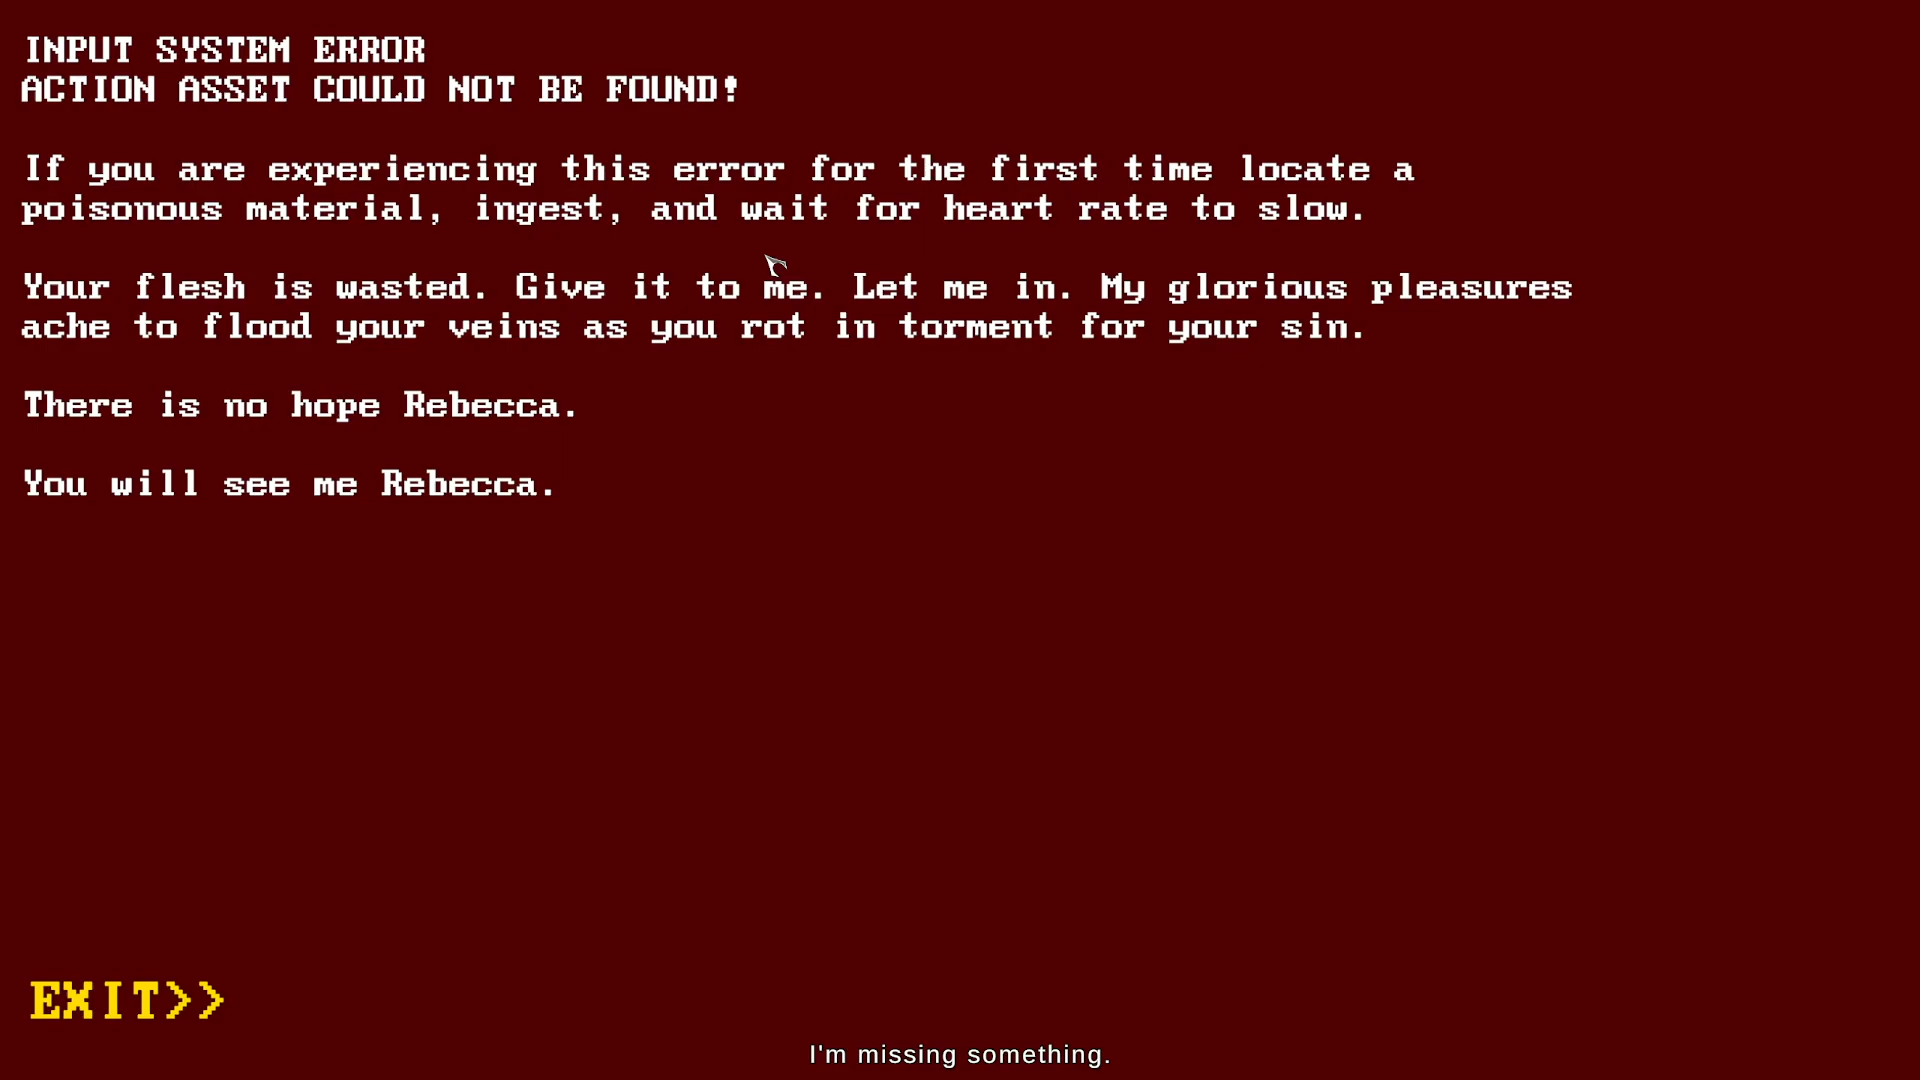 INPUT SYSTEM ERROR
ACTION ASSET COULD NOT BE FOUND!
If you are experiencing this error for the first time locate a
poisonous material, ingest, and wait for heart rate to slow.
Your flesh is wasted. Give it to me. Let me in. My glorious pleasures
ache to flood your veins as you rot in torment for your sin.
There is no hope Rebecca.
You will see me Rebecca.
EXIT>>
I'm missing something.